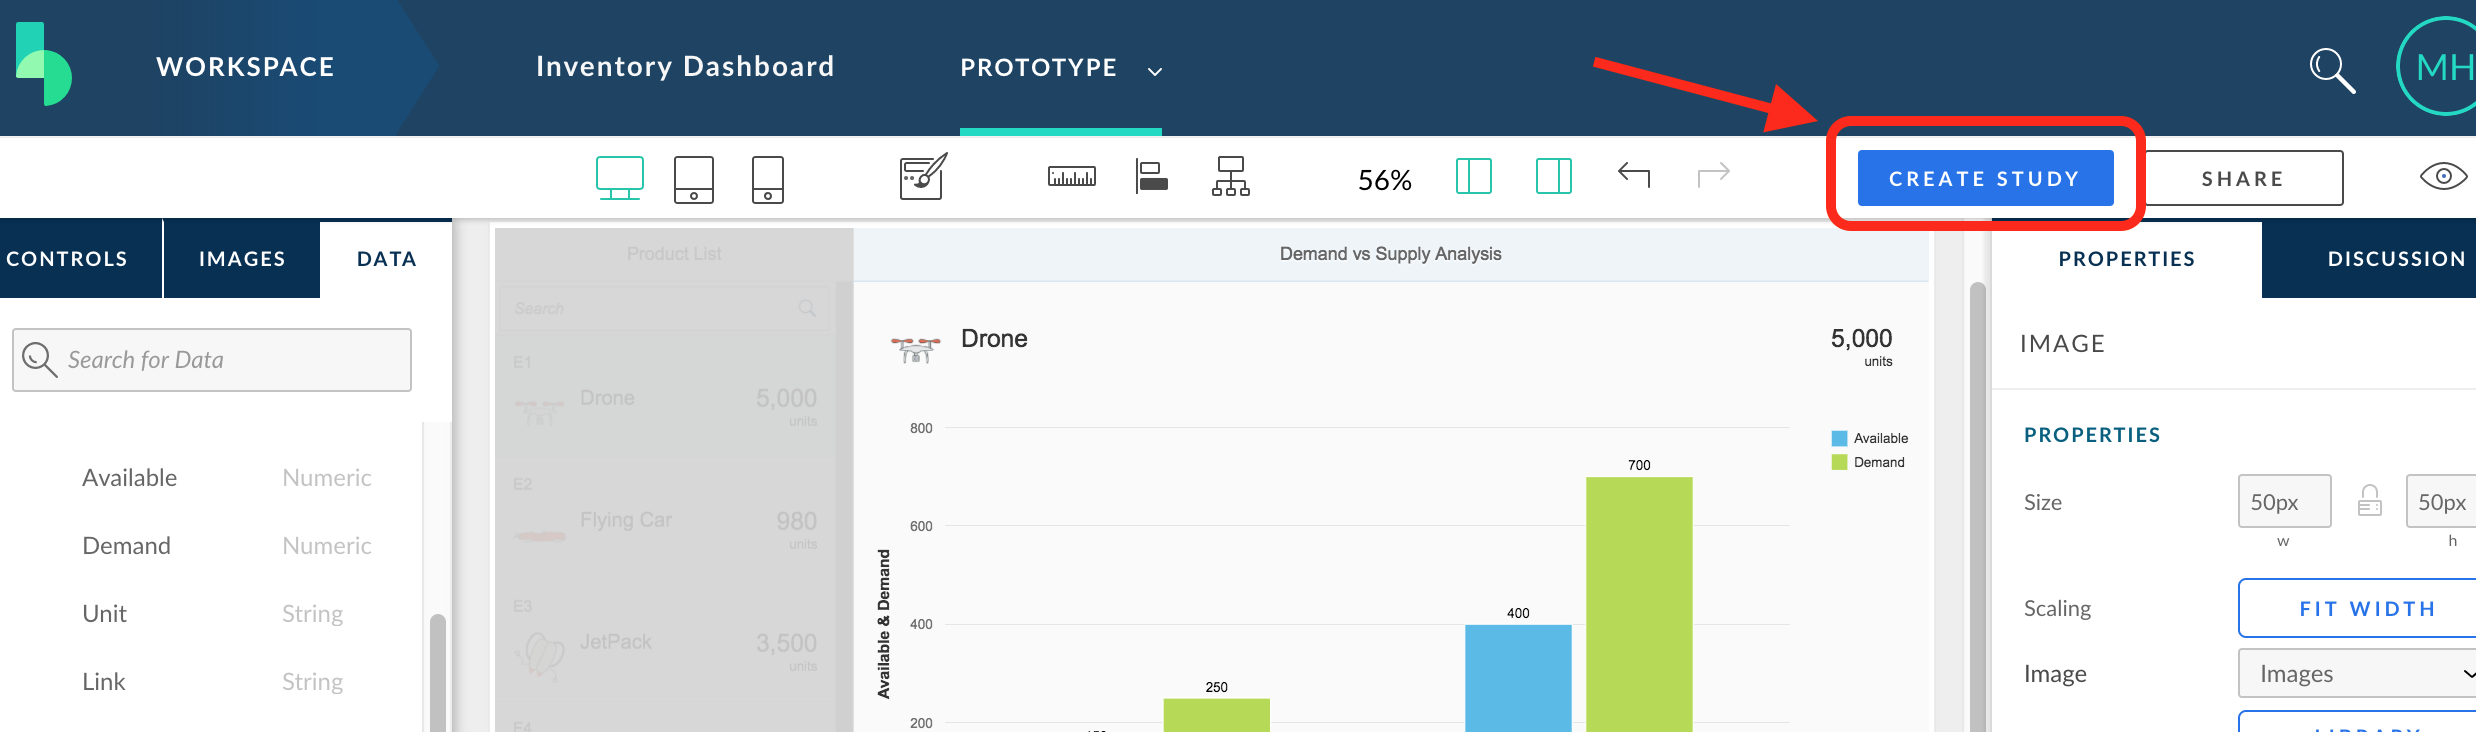 WORKSPACE
Inventory Dashboard
PROTOTYPE
MH
56%
CREATE STUDY
SHARE
CONTROLS
IMAGES
DATA
Search for Data
Available Numeric
Demand Numeric
Unit String
Link String
Product List
Search
E1
Drone 5,000
units
E2
Flying Car 980
units
E3
JetPack 3,500
units
E4
Demand vs Supply Analysis
Drone
5,000
units
Available
Demand
Available & Demand
800
600
400
200
700
400
250
PROPERTIES
DISCUSSION
IMAGE
PROPERTIES
Size 50px 50px
w h
Scaling FIT WIDTH
Image Images
LIBRARY